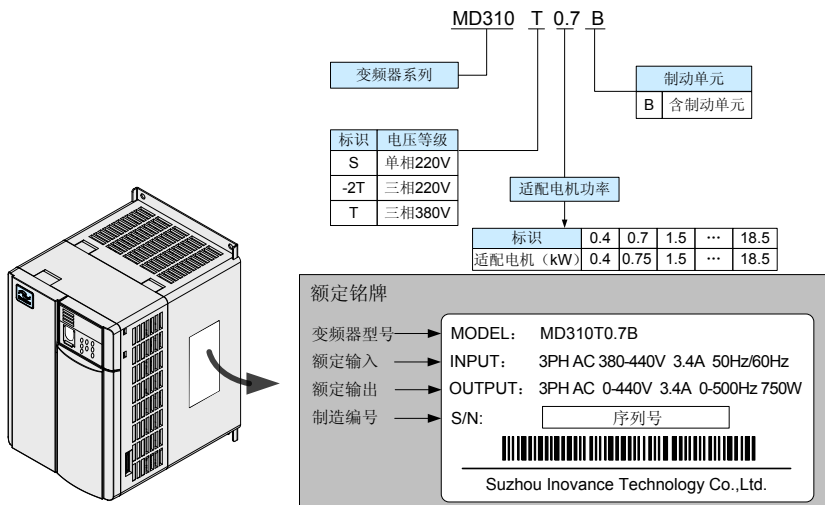 MD310 T 0.7 B
变频器系列
制动单元
B 含制动单元
标识 电压等级
S 单相220V
-2T 三相220V
T 三相380V
适配电机功率
标识 0.4 0.7 1.5 … 18.5
适配电机（kW） 0.4 0.75 1.5 … 18.5
额定铭牌
变频器型号 MODEL： MD310T0.7B
额定输入 INPUT： 3PH AC 380-440V 3.4A 50Hz/60Hz
额定输出 OUTPUT： 3PH AC 0-440V 3.4A 0-500Hz 750W
制造编号 S/N: 序列号
Suzhou Inovance Technology Co.,Ltd.